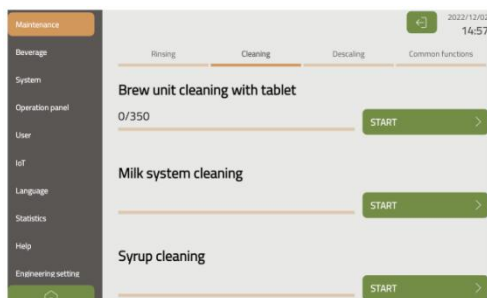 Maintenance
Beverage
System
Operation panel
User
IoT
Language
Statistics
Help
Engineering setting
2022/12/02
14:57
Rinsing
Cleaning
Descaling
Common functions
Brew unit cleaning with tablet
0/350
START
Milk system cleaning
START
Syrup cleaning
START